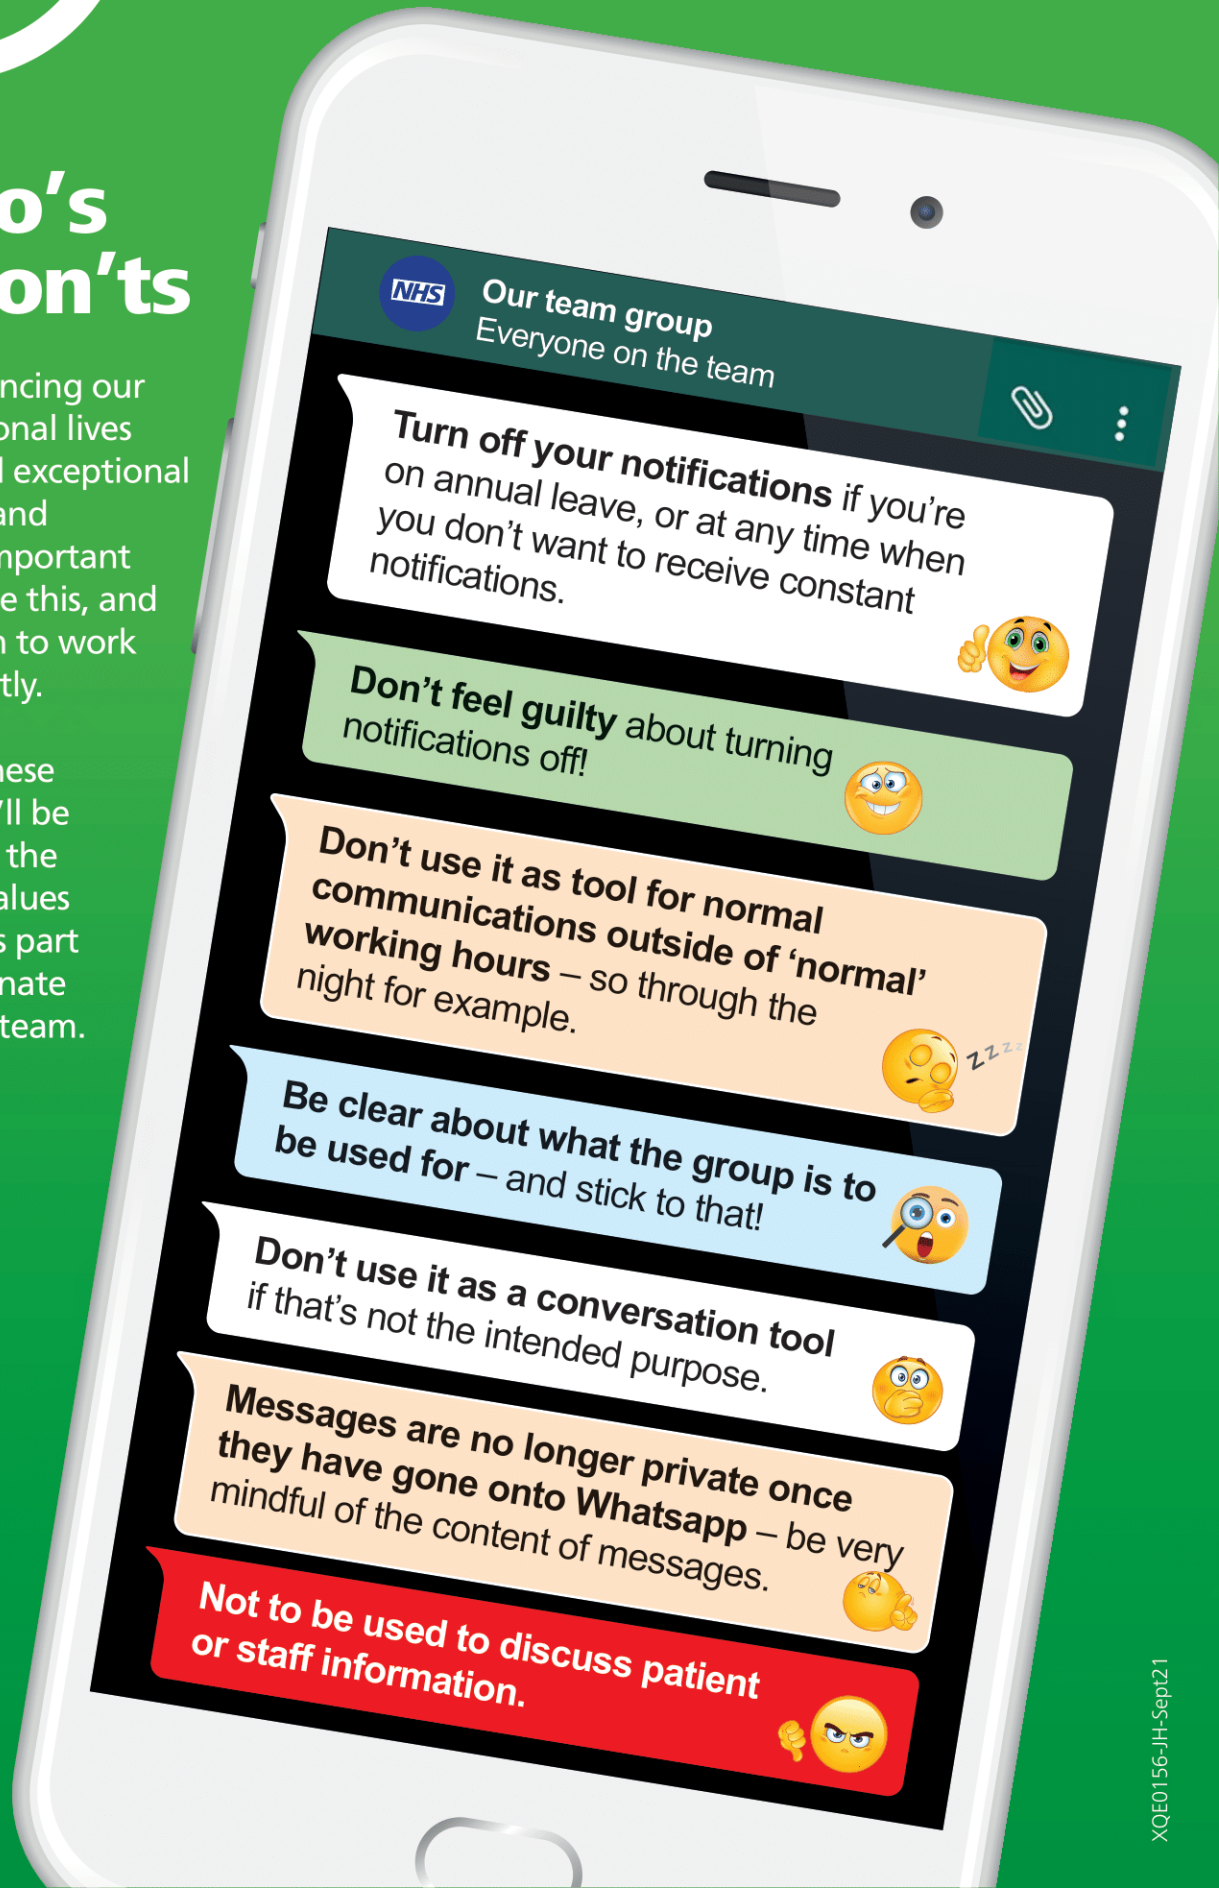 o's
on'ts
ncing our
onal lives
l exceptional
and
mportant
e this, and
n to work
tly.
nese
'll be
the
alues
s part
nate
team.
NHS
Our team group
Everyone on the team
Turn off your notifications if you're
on annual leave, or at any time when
you don't want to receive constant
notifications.
Don't feel guilty about turning
notifications off!
Don't use it as tool for normal
communications outside of 'normal'
working hours – so through the
night for example.
zzzz
Be clear about what the group is to
be used for – and stick to that!
Don't use it as a conversation tool
if that's not the intended purpose.
Messages are no longer private once
they have gone onto Whatsapp – be very
mindful of the content of messages.
Not to be used to discuss patient
or staff information.
XQE0156-JH-Sept21